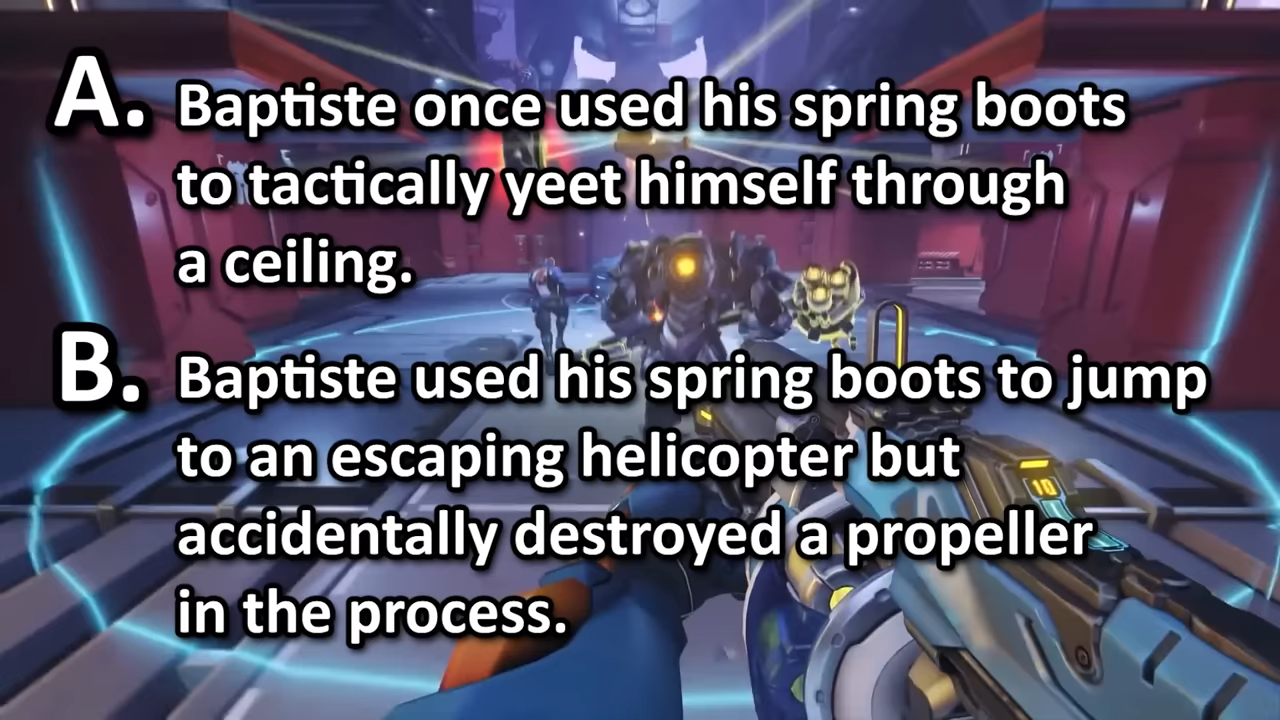 A. Baptiste once used his spring boots
to tactically yeet himself through
a ceiling.
B. Baptiste used his spring boots to jump
to an escaping helicopter but
accidentally destroyed a propeller
in the process.
10